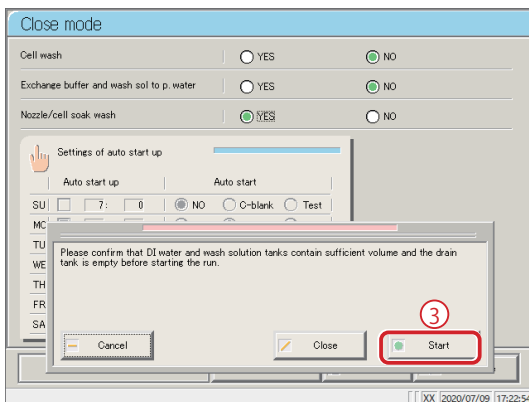 Close mode
Cell wash YES NO
Exchange buffer and wash sol to p. water YES NO
Nozzle/cell soak wash YES NO
Settings of auto start up
Auto start up Auto start
SU 7: 0 NO C-blank Test
MO
TU
WE
TH
FR
SA
Please confirm that DI water and wash solution tanks contain sufficient volume and the drain
tank is empty before starting the run.
3
Cancel Close Start
XX 2020/07/09 17:22:54